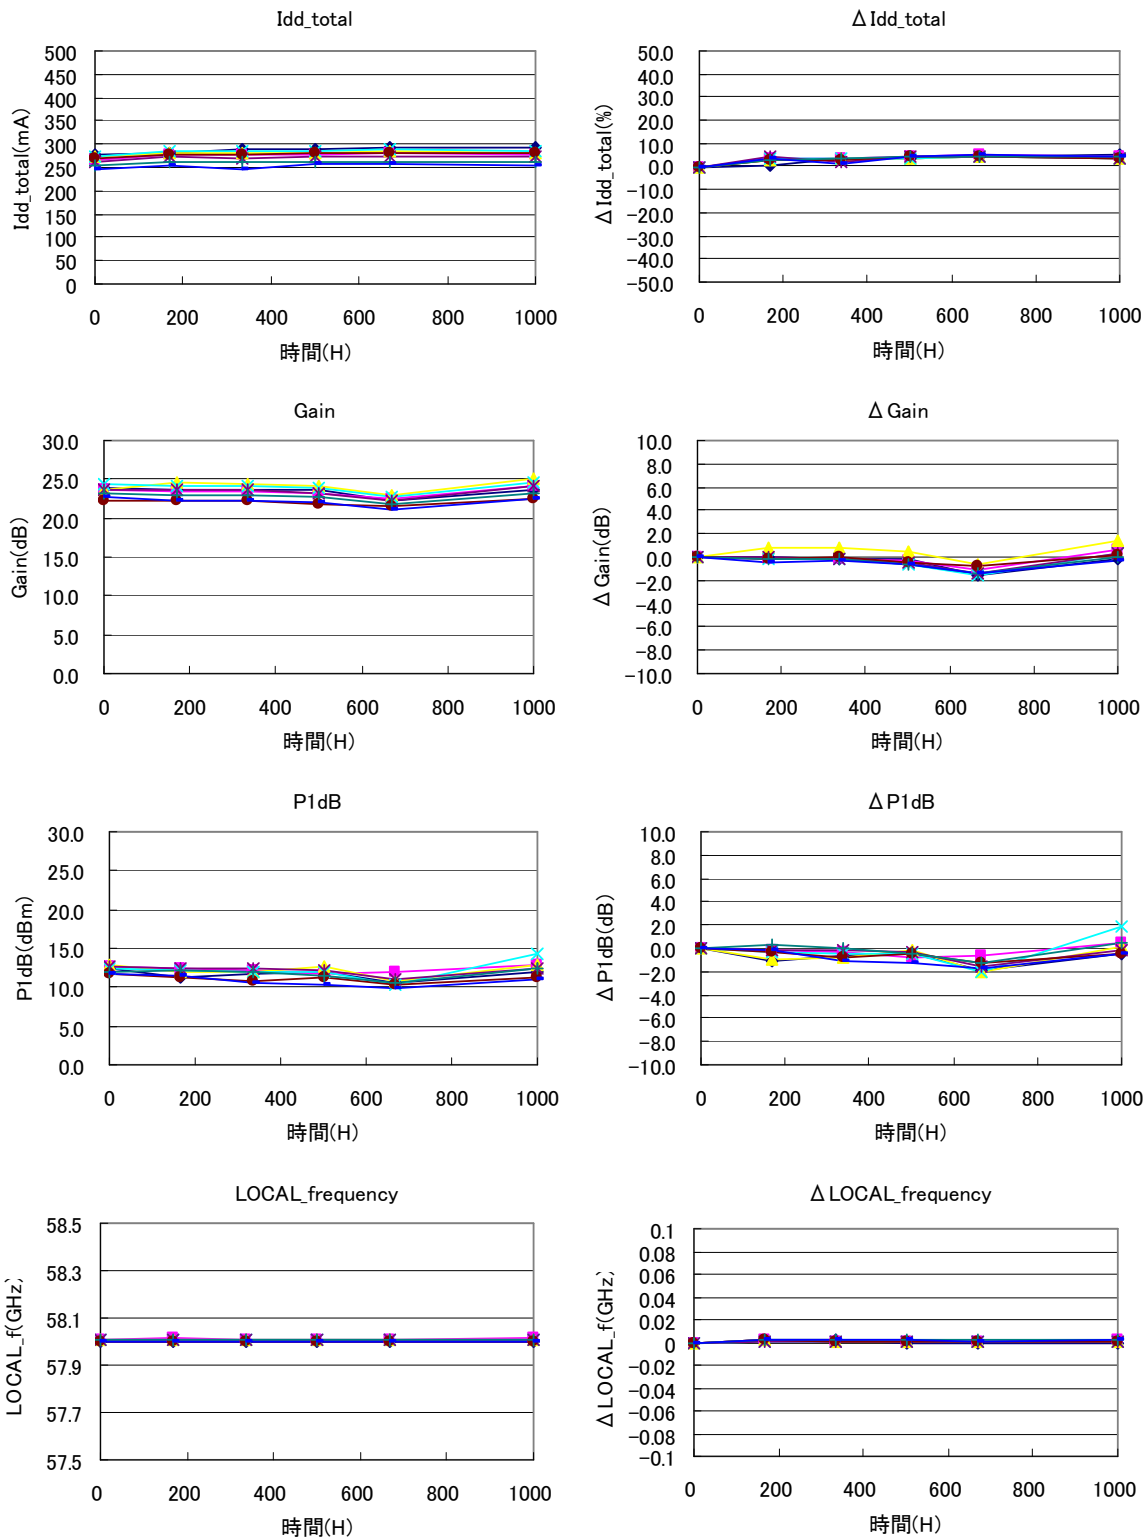 Idd_total
500
450
400
350
300
250
200
150
100
50
0
Idd_total(mA)
0 200 400 600 800 1000
時間(H)
Δ Idd_total
50.0
40.0
30.0
20.0
10.0
0.0
-10.0
-20.0
-30.0
-40.0
-50.0
Δ Idd_total(%)
0 200 400 600 800 1000
時間(H)
Gain
30.0
25.0
20.0
15.0
10.0
5.0
0.0
Gain(dB)
0 200 400 600 800 1000
時間(H)
Δ Gain
10.0
8.0
6.0
4.0
2.0
0.0
-2.0
-4.0
-6.0
-8.0
-10.0
Δ Gain(dB)
0 200 400 600 800 1000
時間(H)
P1dB
30.0
25.0
20.0
15.0
10.0
5.0
0.0
P1dB(dBm)
0 200 400 600 800 1000
時間(H)
Δ P1dB
10.0
8.0
6.0
4.0
2.0
0.0
-2.0
-4.0
-6.0
-8.0
-10.0
Δ P1dB(dB)
0 200 400 600 800 1000
時間(H)
LOCAL_frequency
58.5
58.3
58.1
57.9
57.7
57.5
LOCAL_f(GHz)
0 200 400 600 800 1000
時間(H)
Δ LOCAL_frequency
0.1
0.08
0.06
0.04
0.02
0
-0.02
-0.04
-0.06
-0.08
-0.1
Δ LOCAL_f(GHz)
0 200 400 600 800 1000
時間(H)